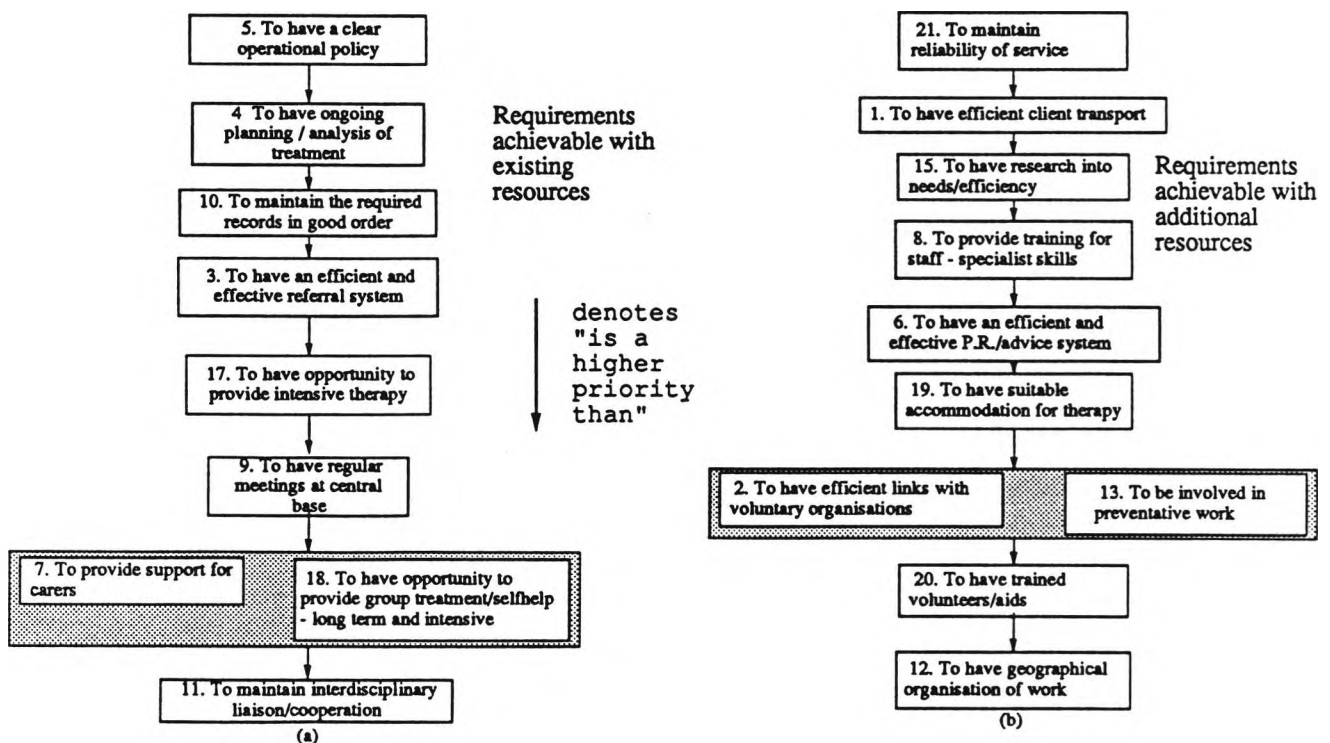 5. To have a clear
operational policy
4 To have ongoing
planning / analysis of
treatment
10. To maintain the required
records in good order
3. To have an efficient and
effective referral system
17. To have opportunity to
provide intensive therapy
9. To have regular
meetings at central
base
7. To provide support for
carers
18. To have opportunity to
provide group treatment/selfhelp
- long term and intensive
11. To maintain interdisciplinary
liaison/cooperation
(a)
Requirements
achievable with
existing
resources
denotes
"is a
higher
priority
than"
21. To maintain
reliability of service
1. To have efficient client transport
15. To have research into
needs/efficiency
8. To provide training for
staff - specialist skills
6. To have an efficient and
effective P.R./advice system
19. To have suitable
accommodation for therapy
2. To have efficient links with
voluntary organisations
13. To be involved in
preventative work
20. To have trained
volunteers/aids
12. To have geographical
organisation of work
(b)
Requirements
achievable with
additional
resources